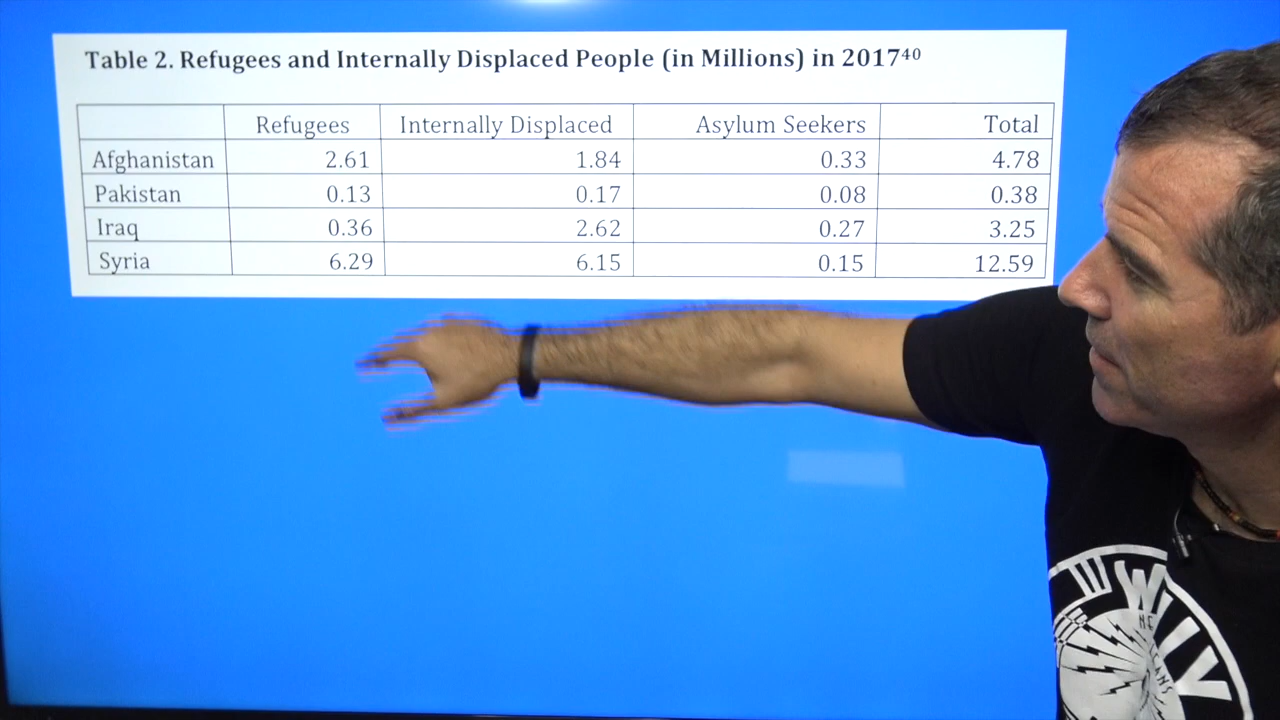 Table 2. Refugees and Internally Displaced People (in Millions) in 2017⁴⁰
Refugees Internally Displaced Asylum Seekers Total
Afghanistan 2.61 1.84 0.33 4.78
Pakistan 0.13 0.17 0.08 0.38
Iraq 0.36 2.62 0.27 3.25
Syria 6.29 6.15 0.15 12.59
WILLY
NE